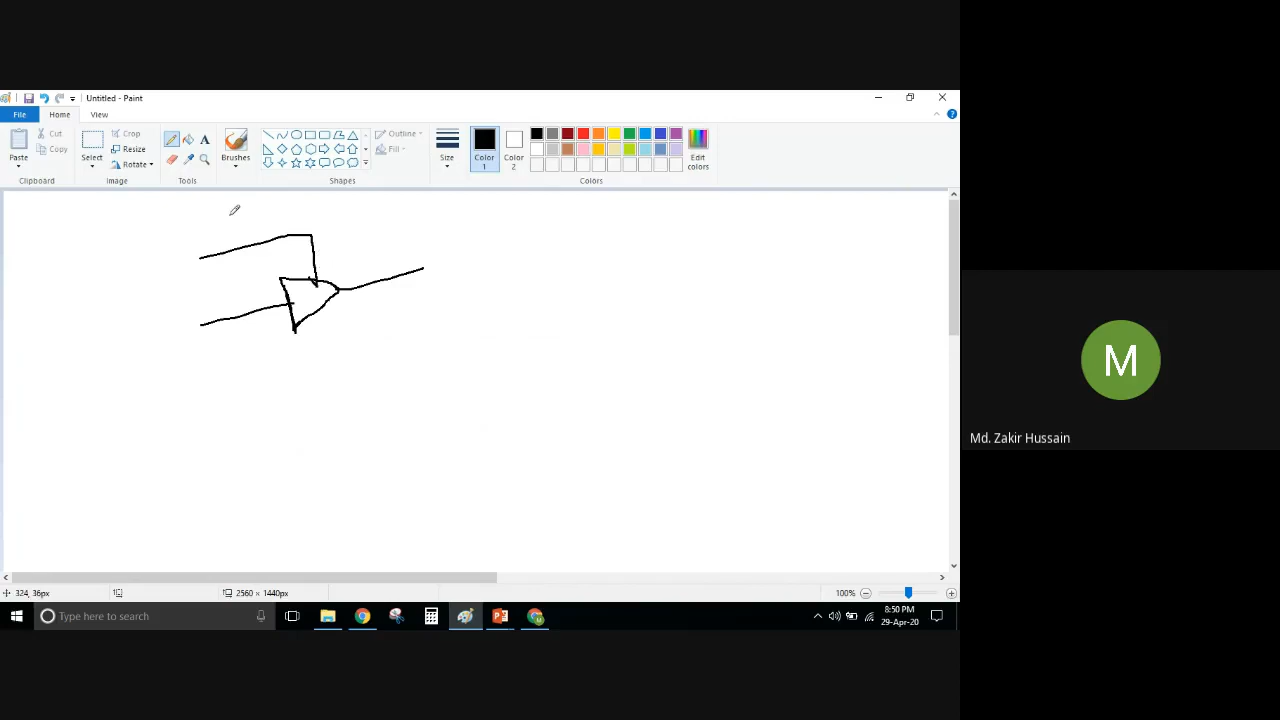 Untitled - Paint
File Home View
Paste
Cut
Copy
Clipboard
Select
Crop
Resize
Rotate
Image
Tools
Brushes
Shapes
Outline
Fill
Size
Color 1
Color 2
Edit colors
Colors
324, 36px
2560 × 1440px
100%
Type here to search
8:50 PM
29-Apr-20
M
Md. Zakir Hussain